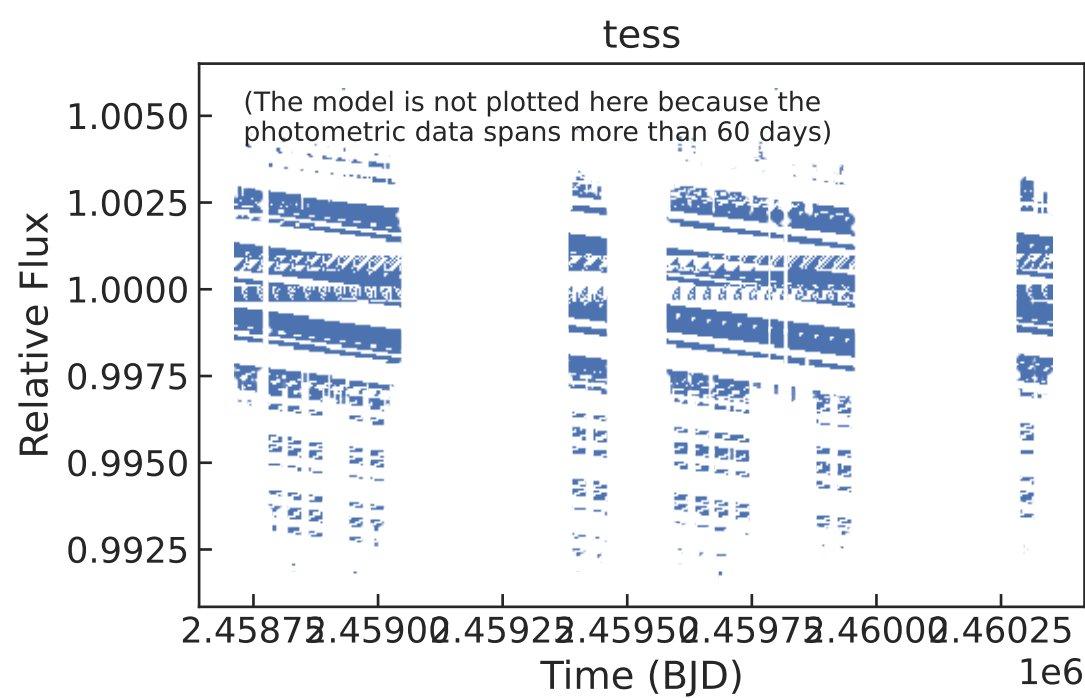 tess
(The model is not plotted here because the
photometric data spans more than 60 days)
1.0050
1.0025
1.0000
0.9975
0.9950
0.9925
Relative Flux
2.45875 2.45900 2.45925 2.45950 2.45975 2.46000 2.46025
1e6
Time (BJD)